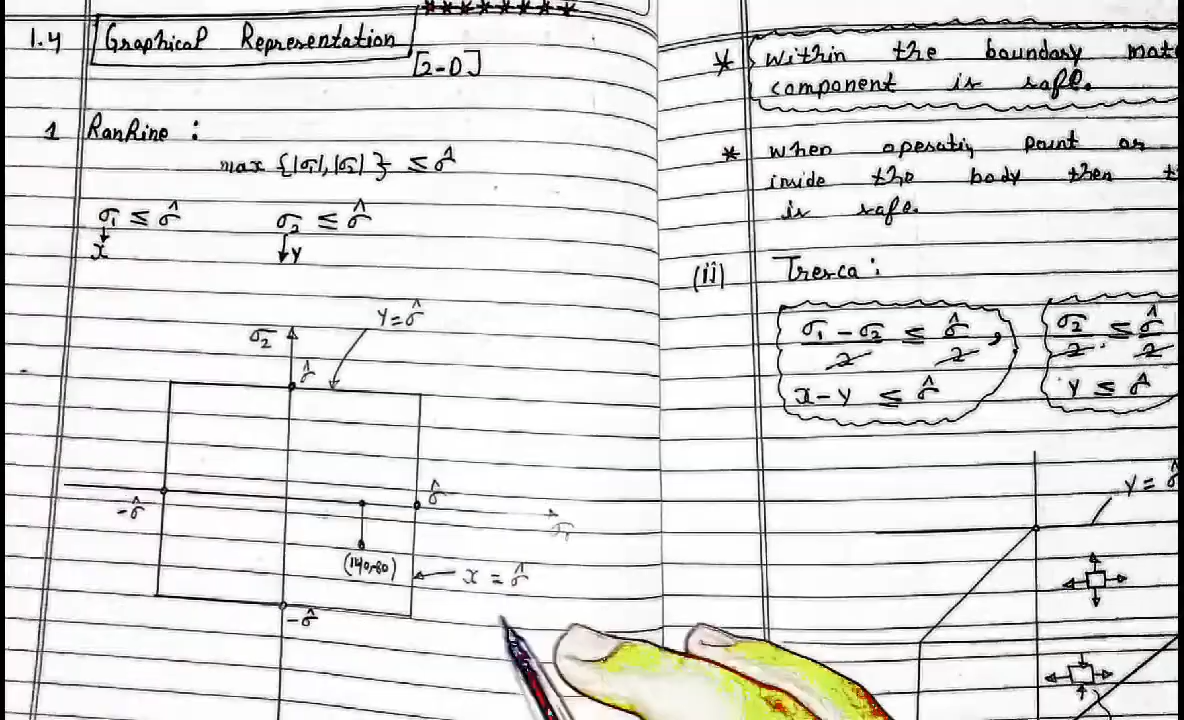 1.4 Graphical Representation
[2-D]
1 Rankine :
max {|σ1|, |σ2|} ≤ σ̂
σ1 ≤ σ̂ σ2 ≤ σ̂
x y
σ2
y = σ̂
σ̂
-σ̂
σ̂
σ1
(140,-80)
x = σ̂
-σ̂
* Within the boundary
component is safe.
* When operating point
inside the body then
is safe.
(ii) Tresca :
σ1 - σ2 / 2 ≤ σ̂ / 2 , σ2 / 2 ≤ σ̂ / 2
x - y ≤ σ̂ y ≤ σ̂
y = σ̂